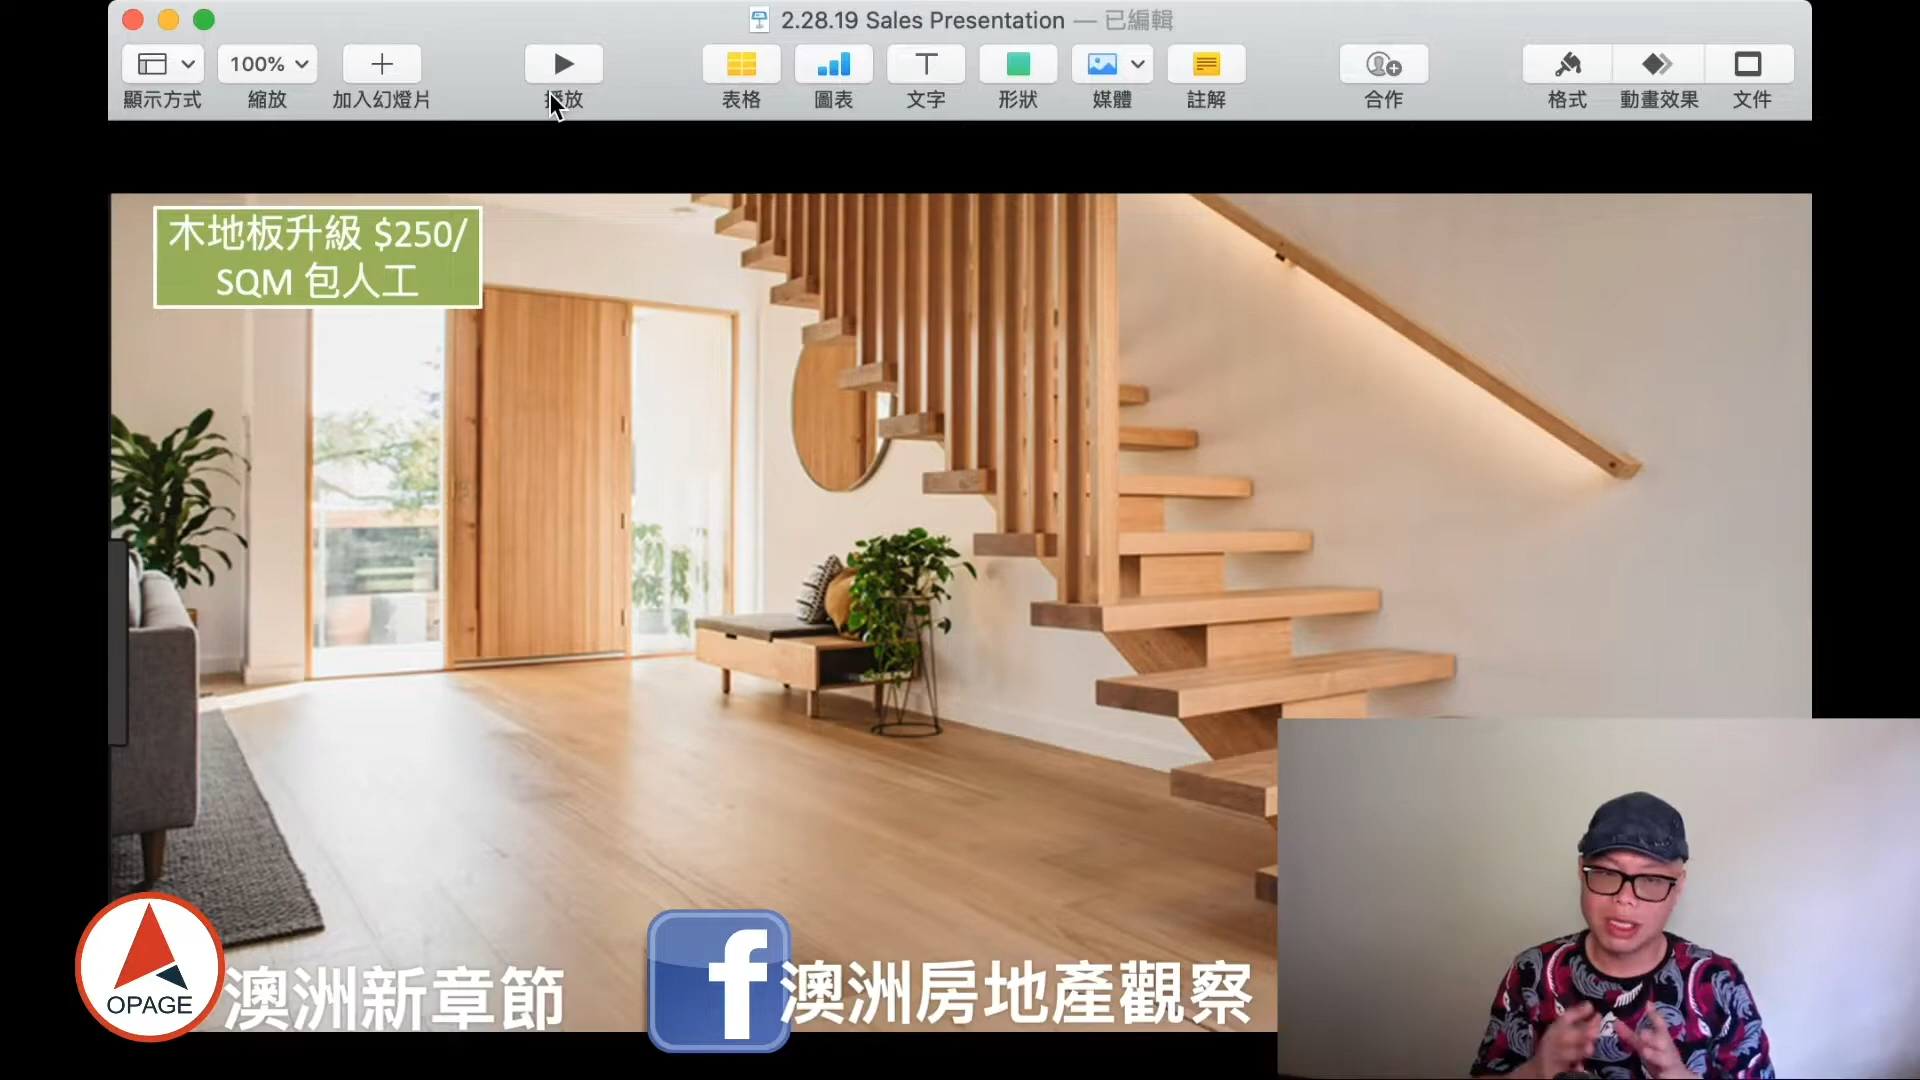 2.28.19 Sales Presentation — 已編輯
100%
顯示方式 縮放 加入幻燈片 播放 表格 圖表 文字 形狀 媒體 註解 合作 格式 動畫效果 文件
木地板升級 $250/
SQM 包人工
OPAGE 澳洲新章節
f 澳洲房地產觀察